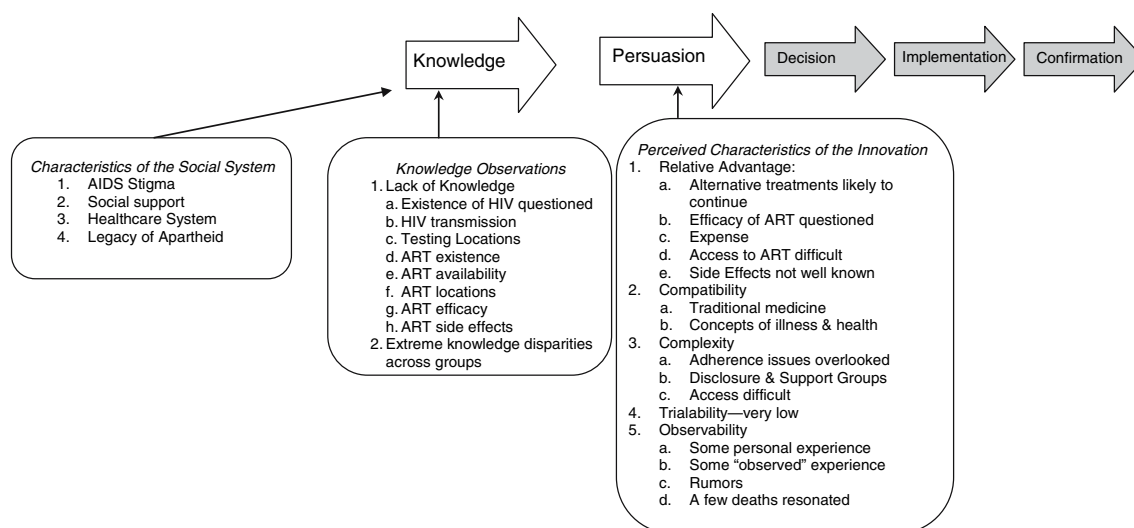 Knowledge
Persuasion
Decision
Implementation
Confirmation
Characteristics of the Social System
1. AIDS Stigma
2. Social support
3. Healthcare System
4. Legacy of Apartheid
Knowledge Observations
1. Lack of Knowledge
a. Existence of HIV questioned
b. HIV transmission
c. Testing Locations
d. ART existence
e. ART availability
f. ART locations
g. ART efficacy
h. ART side effects
2. Extreme knowledge disparities
across groups
Perceived Characteristics of the Innovation
1. Relative Advantage:
a. Alternative treatments likely to
continue
b. Efficacy of ART questioned
c. Expense
d. Access to ART difficult
e. Side Effects not well known
2. Compatibility
a. Traditional medicine
b. Concepts of illness & health
3. Complexity
a. Adherence issues overlooked
b. Disclosure & Support Groups
c. Access difficult
4. Trialability—very low
5. Observability
a. Some personal experience
b. Some “observed” experience
c. Rumors
d. A few deaths resonated